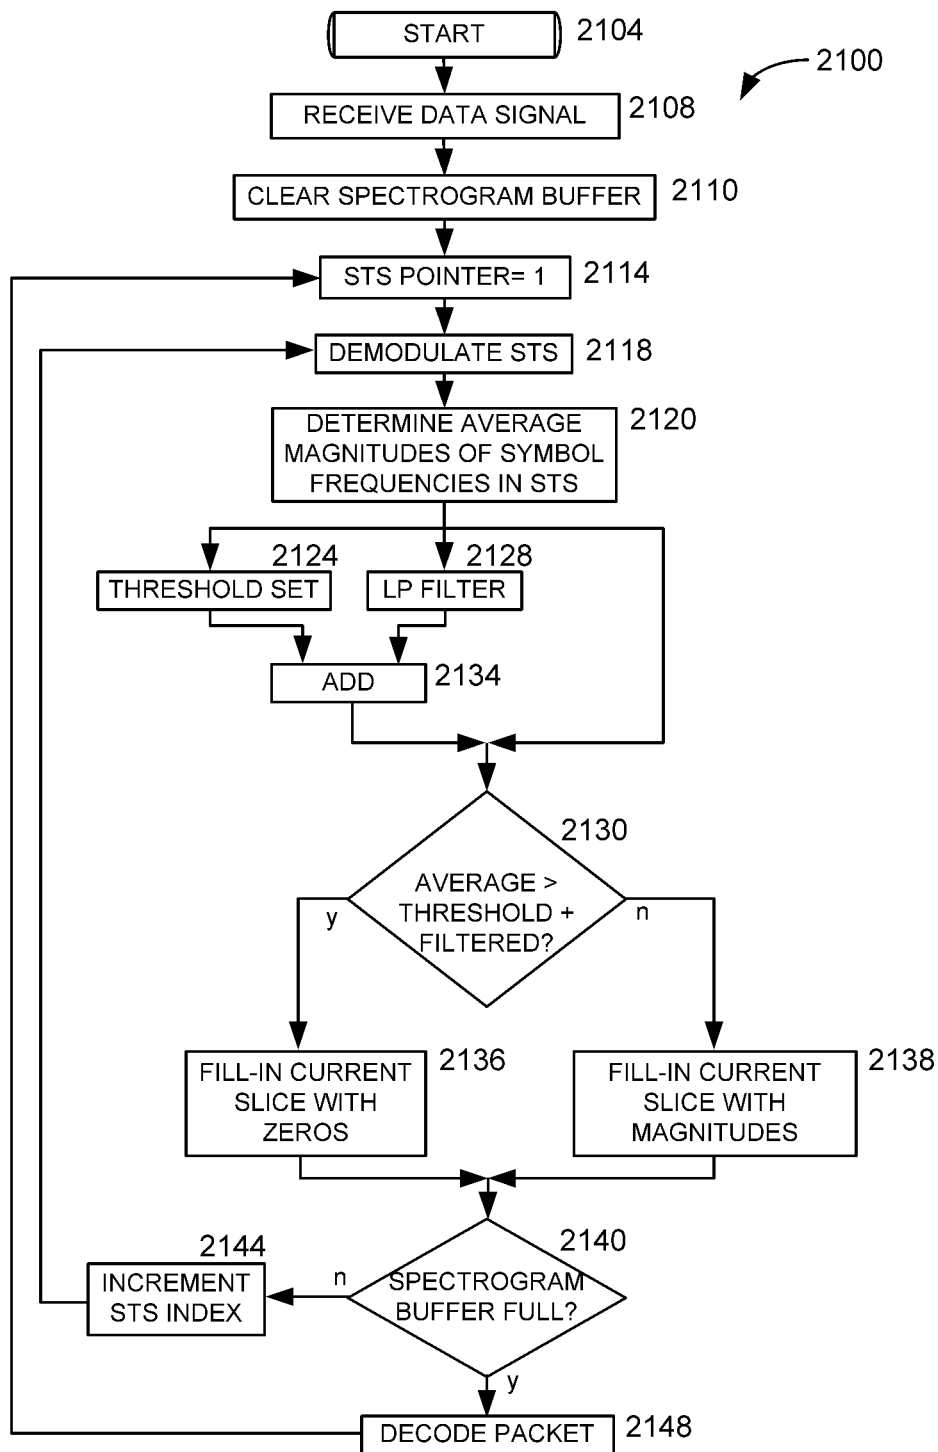 START
2104
2100
RECEIVE DATA SIGNAL
2108
CLEAR SPECTROGRAM BUFFER
2110
STS POINTER= 1
2114
DEMODULATE STS
2118
DETERMINE AVERAGE
MAGNITUDES OF SYMBOL
FREQUENCIES IN STS
2120
2124
THRESHOLD SET
2128
LP FILTER
ADD
2134
2130
AVERAGE >
THRESHOLD +
FILTERED?
y
n
FILL-IN CURRENT
SLICE WITH
ZEROS
2136
FILL-IN CURRENT
SLICE WITH
MAGNITUDES
2138
2140
SPECTROGRAM
BUFFER FULL?
n
y
2144
INCREMENT
STS INDEX
DECODE PACKET
2148